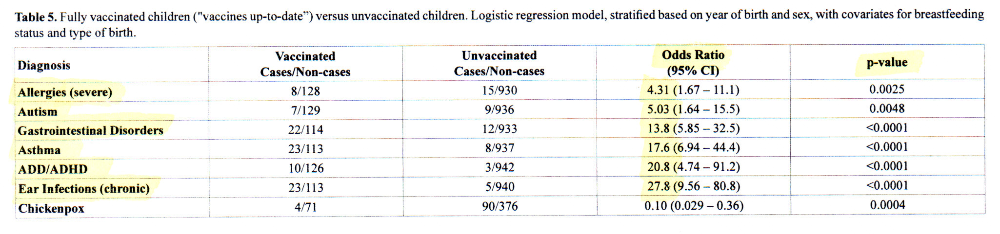 Table 5. Fully vaccinated children ("vaccines up-to-date”) versus unvaccinated children. Logistic regression model, stratified based on year of birth and sex, with covariates for breastfeeding
status and type of birth.
Diagnosis Vaccinated Cases/Non-cases Unvaccinated Cases/Non-cases Odds Ratio (95% CI) p-value
Allergies (severe) 8/128 15/930 4.31 (1.67 – 11.1) 0.0025
Autism 7/129 9/936 5.03 (1.64 – 15.5) 0.0048
Gastrointestinal Disorders 22/114 12/933 13.8 (5.85 – 32.5) <0.0001
Asthma 23/113 8/937 17.6 (6.94 – 44.4) <0.0001
ADD/ADHD 10/126 3/942 20.8 (4.74 – 91.2) <0.0001
Ear Infections (chronic) 23/113 5/940 27.8 (9.56 – 80.8) <0.0001
Chickenpox 4/71 90/376 0.10 (0.029 – 0.36) 0.0004